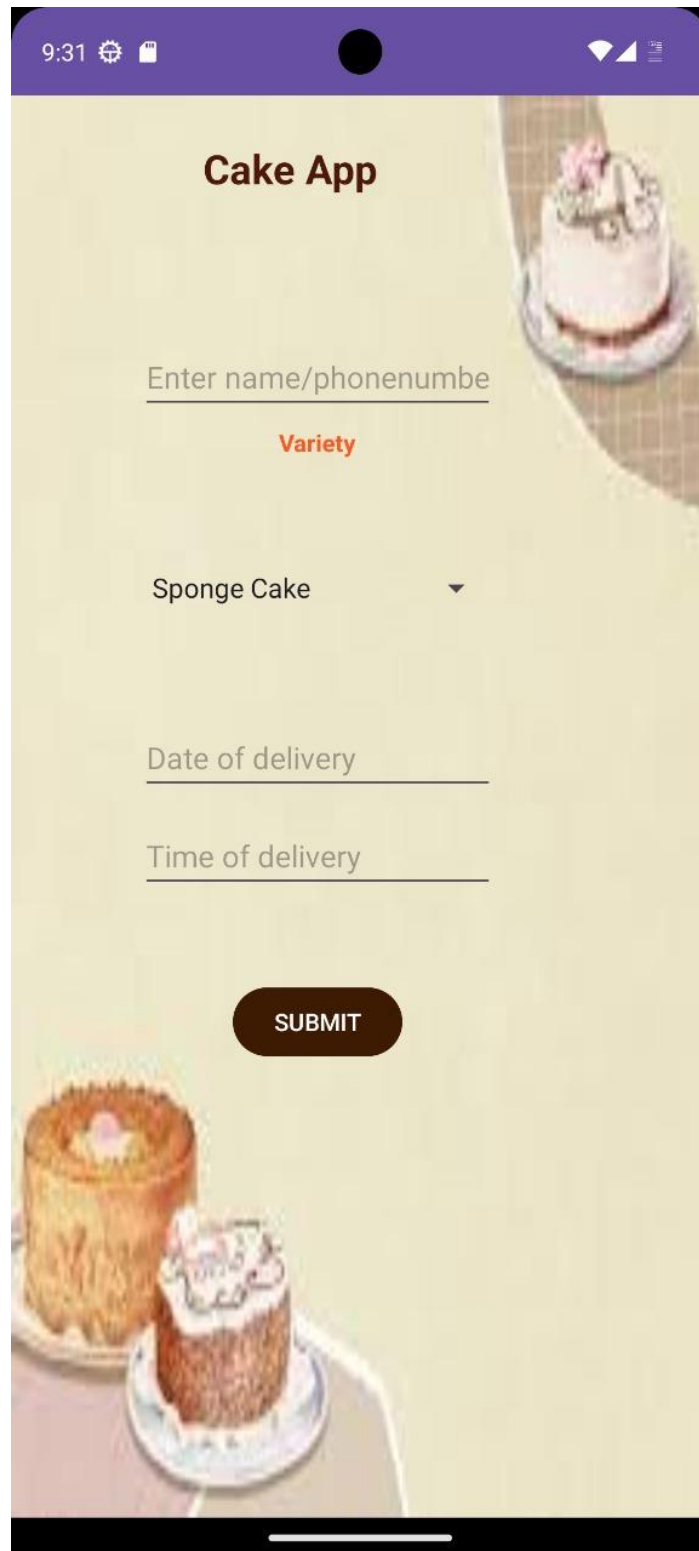 9:31
Cake App
Enter name/phonenumbe
Variety
Sponge Cake
Date of delivery
Time of delivery
SUBMIT